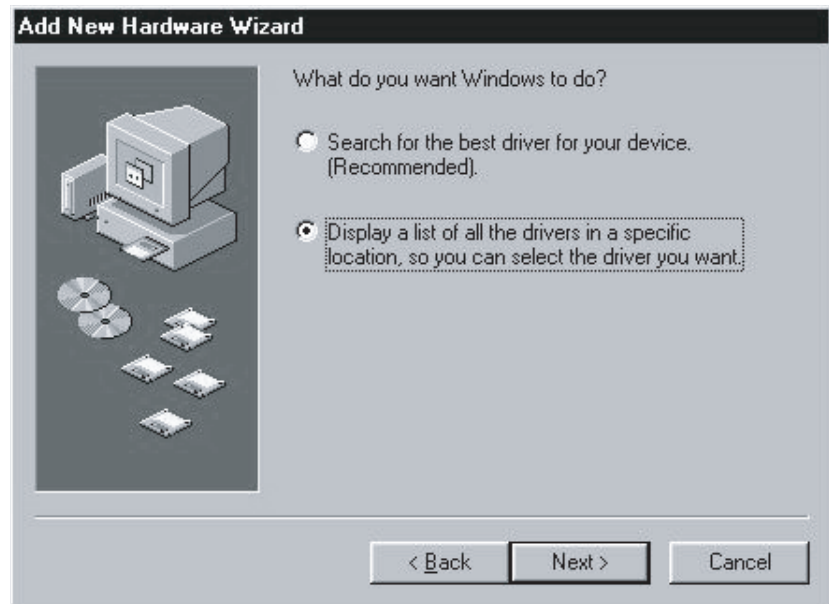 Add New Hardware Wizard
What do you want Windows to do?
Search for the best driver for your device.
(Recommended).
Display a list of all the drivers in a specific
location, so you can select the driver you want.
< Back
Next >
Cancel